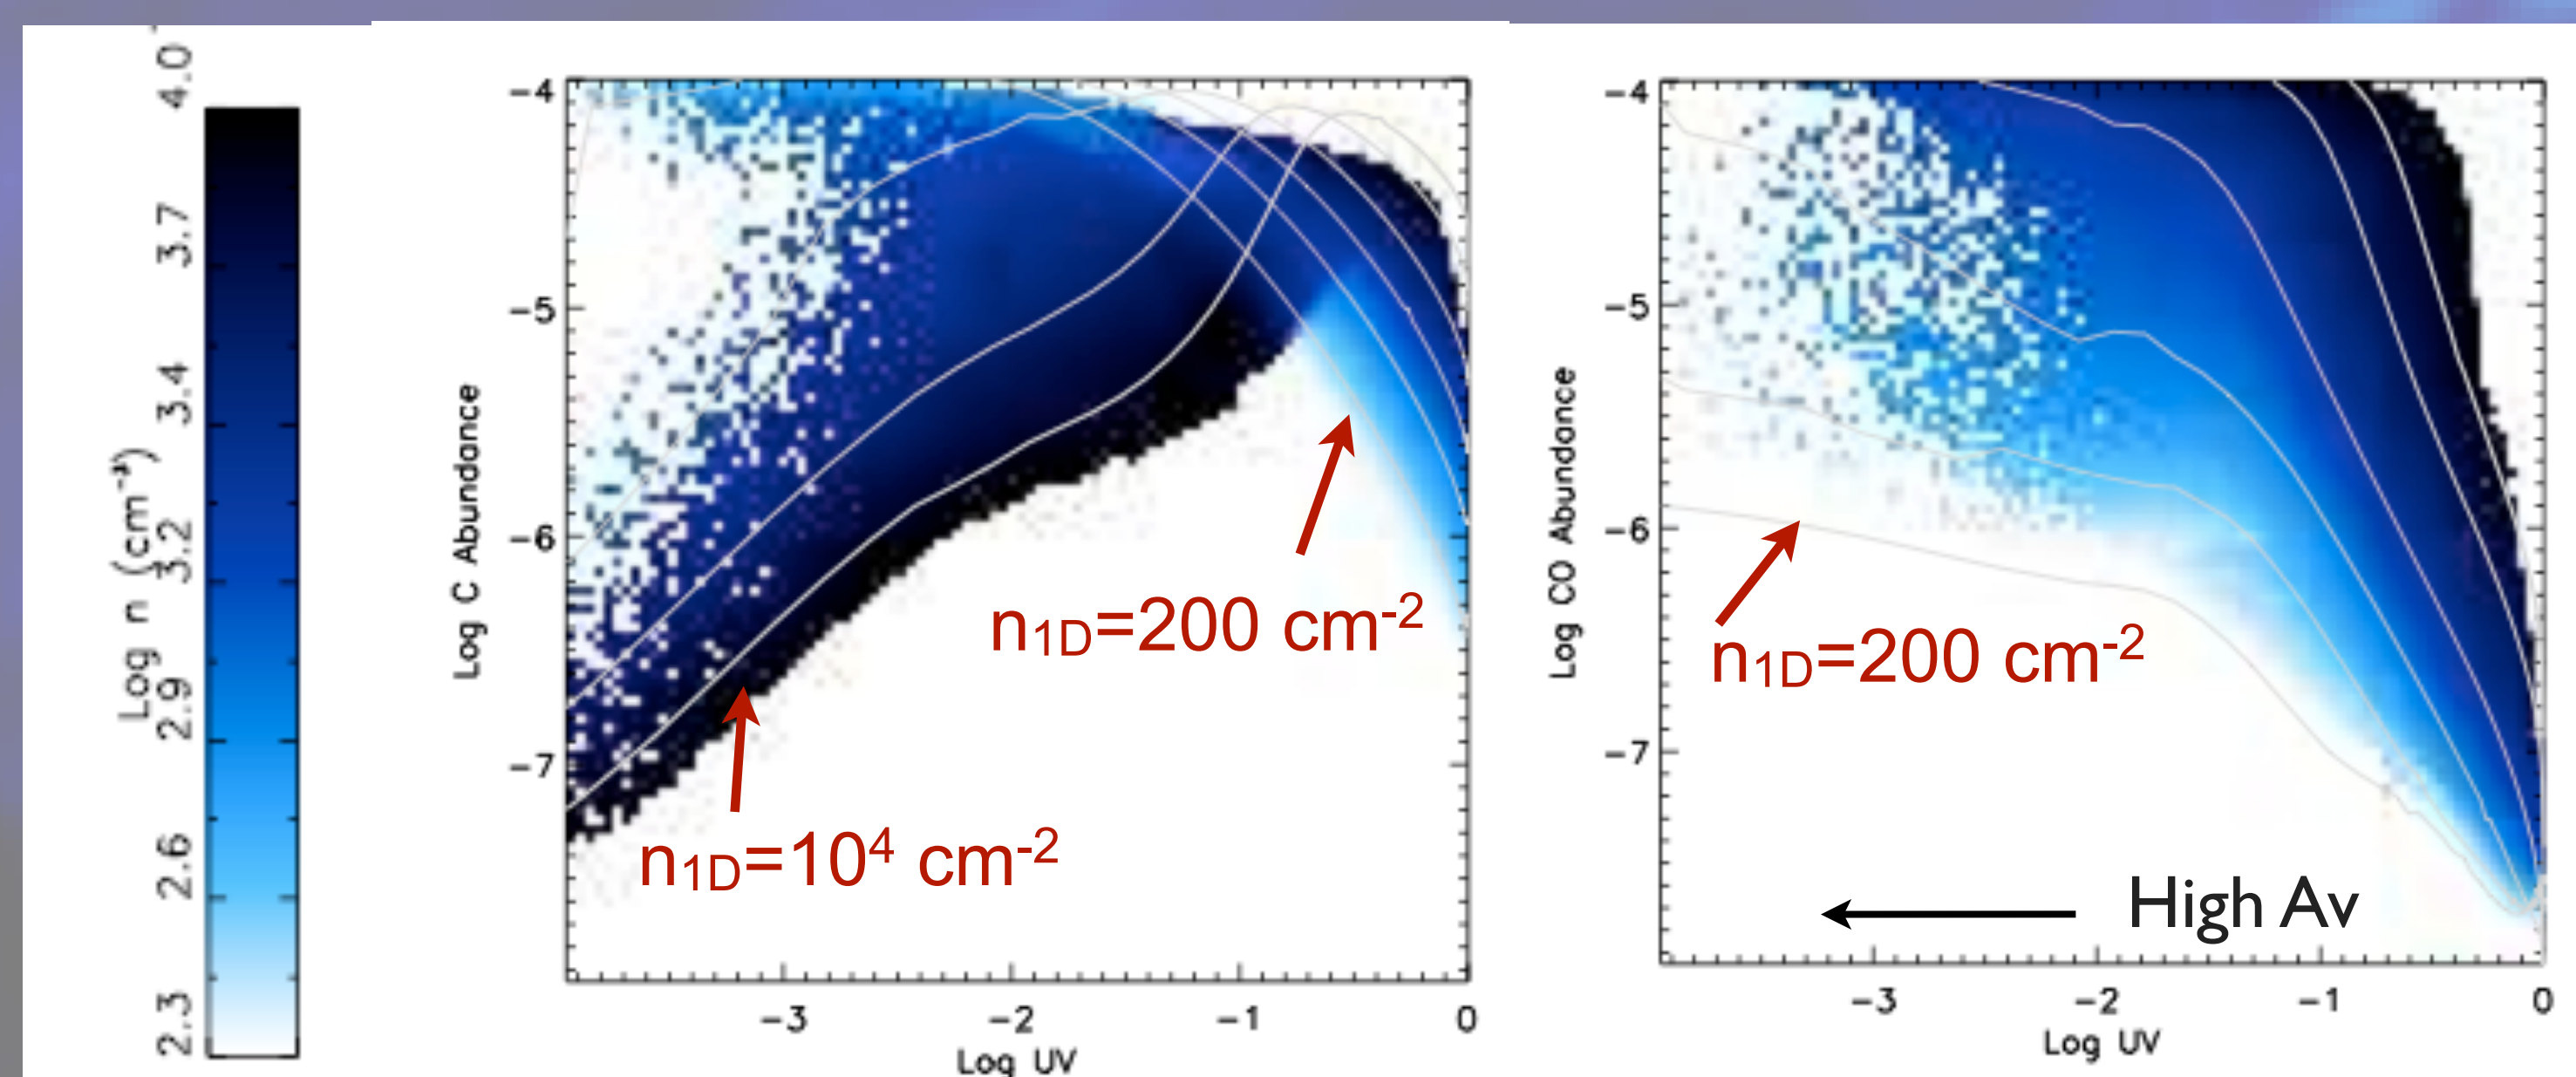 4.0
3.7
3.4
3.2
2.9
2.6
2.3
Log n (cm⁻³)
−4
−5
−6
−7
Log C Abundance
−3
−2
−1
0
Log UV
n1D=10⁴ cm⁻²
n1D=200 cm⁻²
−4
−5
−6
−7
Log CO Abundance
−3
−2
−1
0
Log UV
n1D=200 cm⁻²
High Av